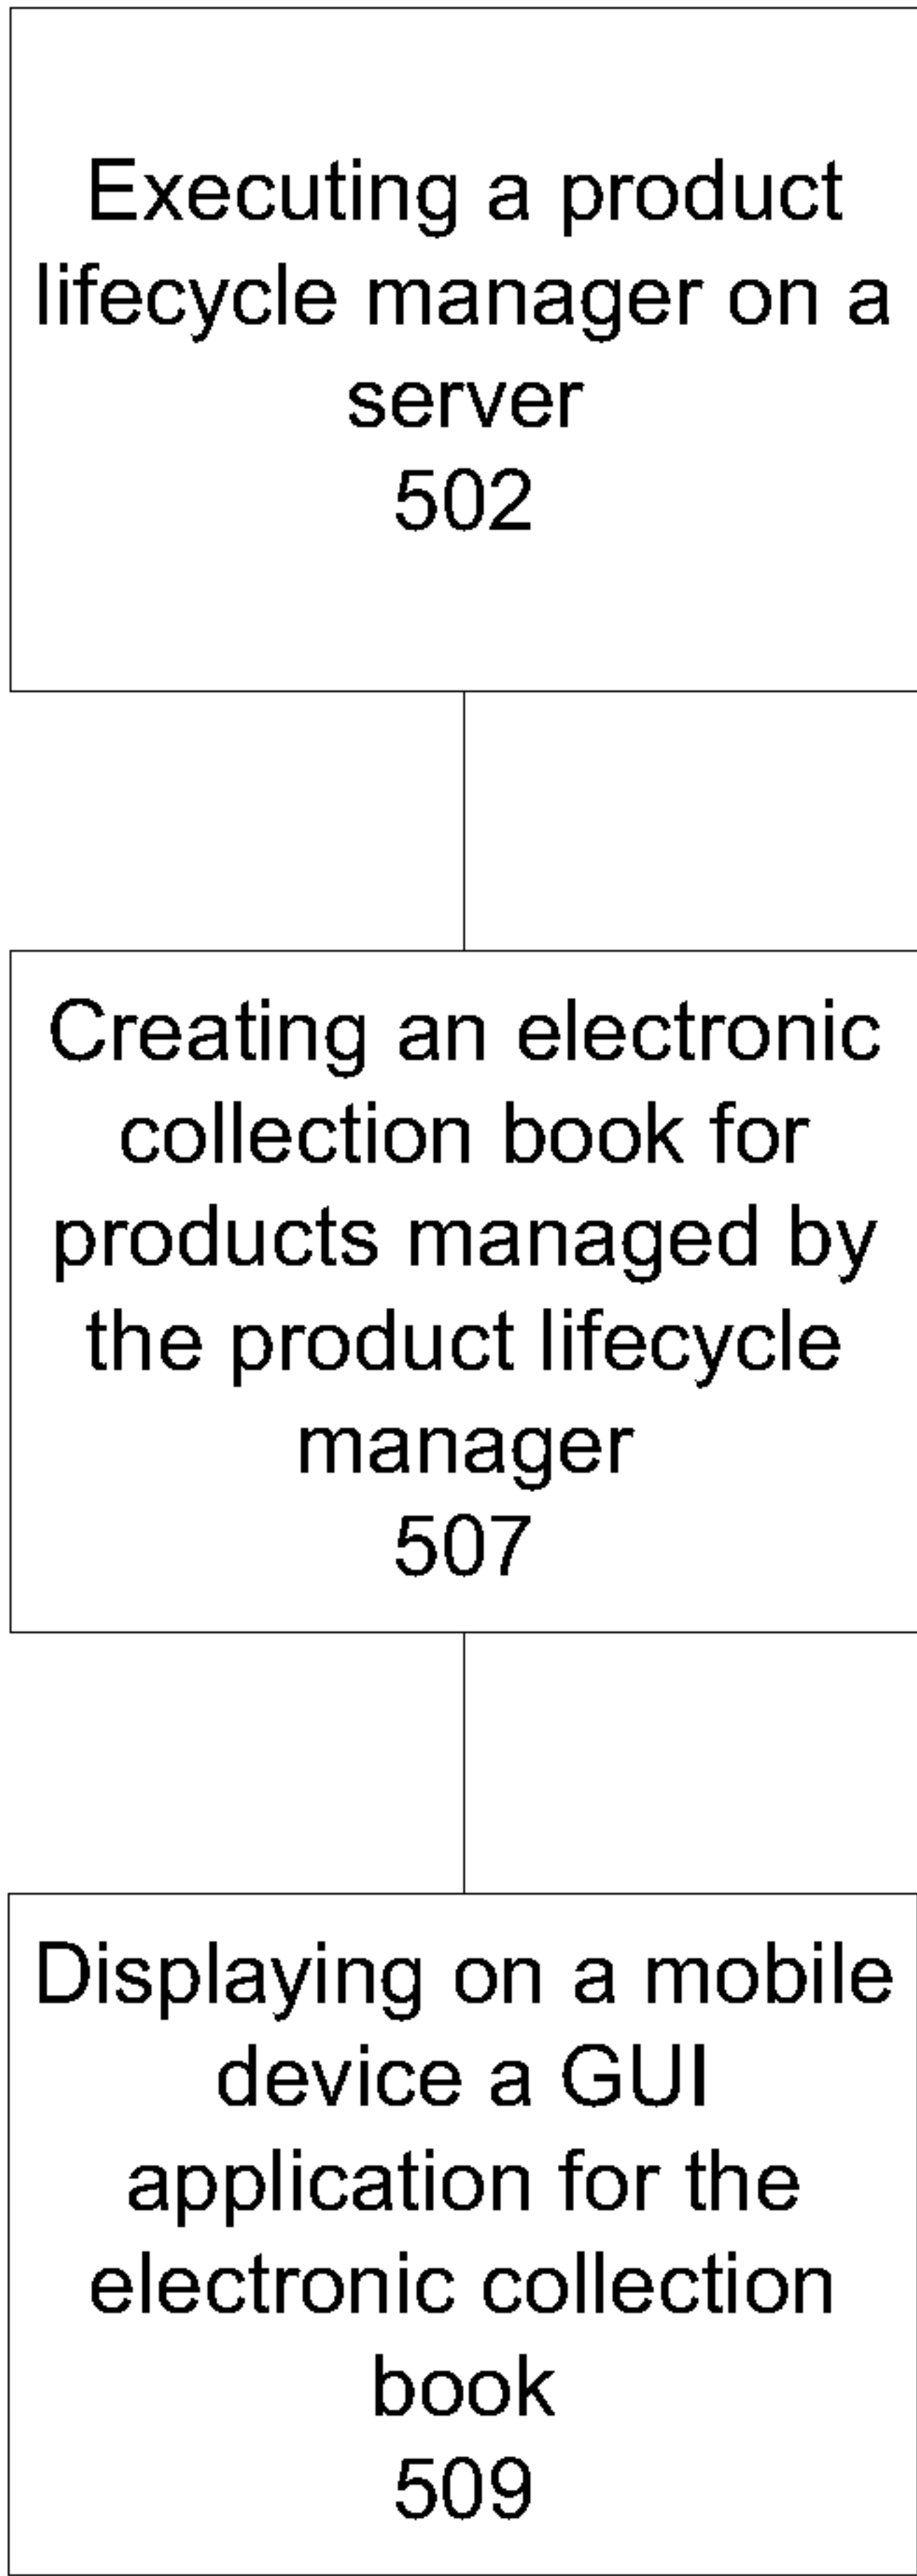 Executing a product
lifecycle manager on a
server
502
Creating an electronic
collection book for
products managed by
the product lifecycle
manager
507
Displaying on a mobile
device a GUI
application for the
electronic collection
book
509